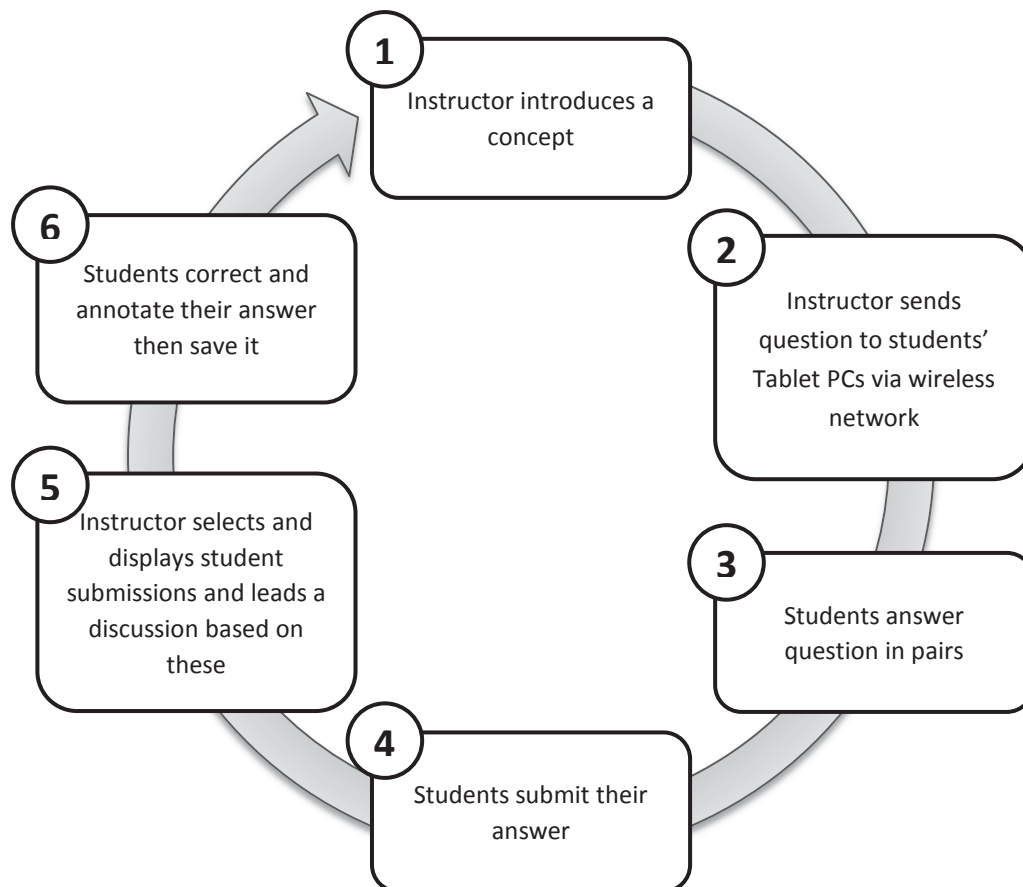 1
Instructor introduces a
concept
2
Instructor sends
question to students’
Tablet PCs via wireless
network
3
Students answer
question in pairs
4
Students submit their
answer
5
Instructor selects and
displays student
submissions and leads a
discussion based on
these
6
Students correct and
annotate their answer
then save it